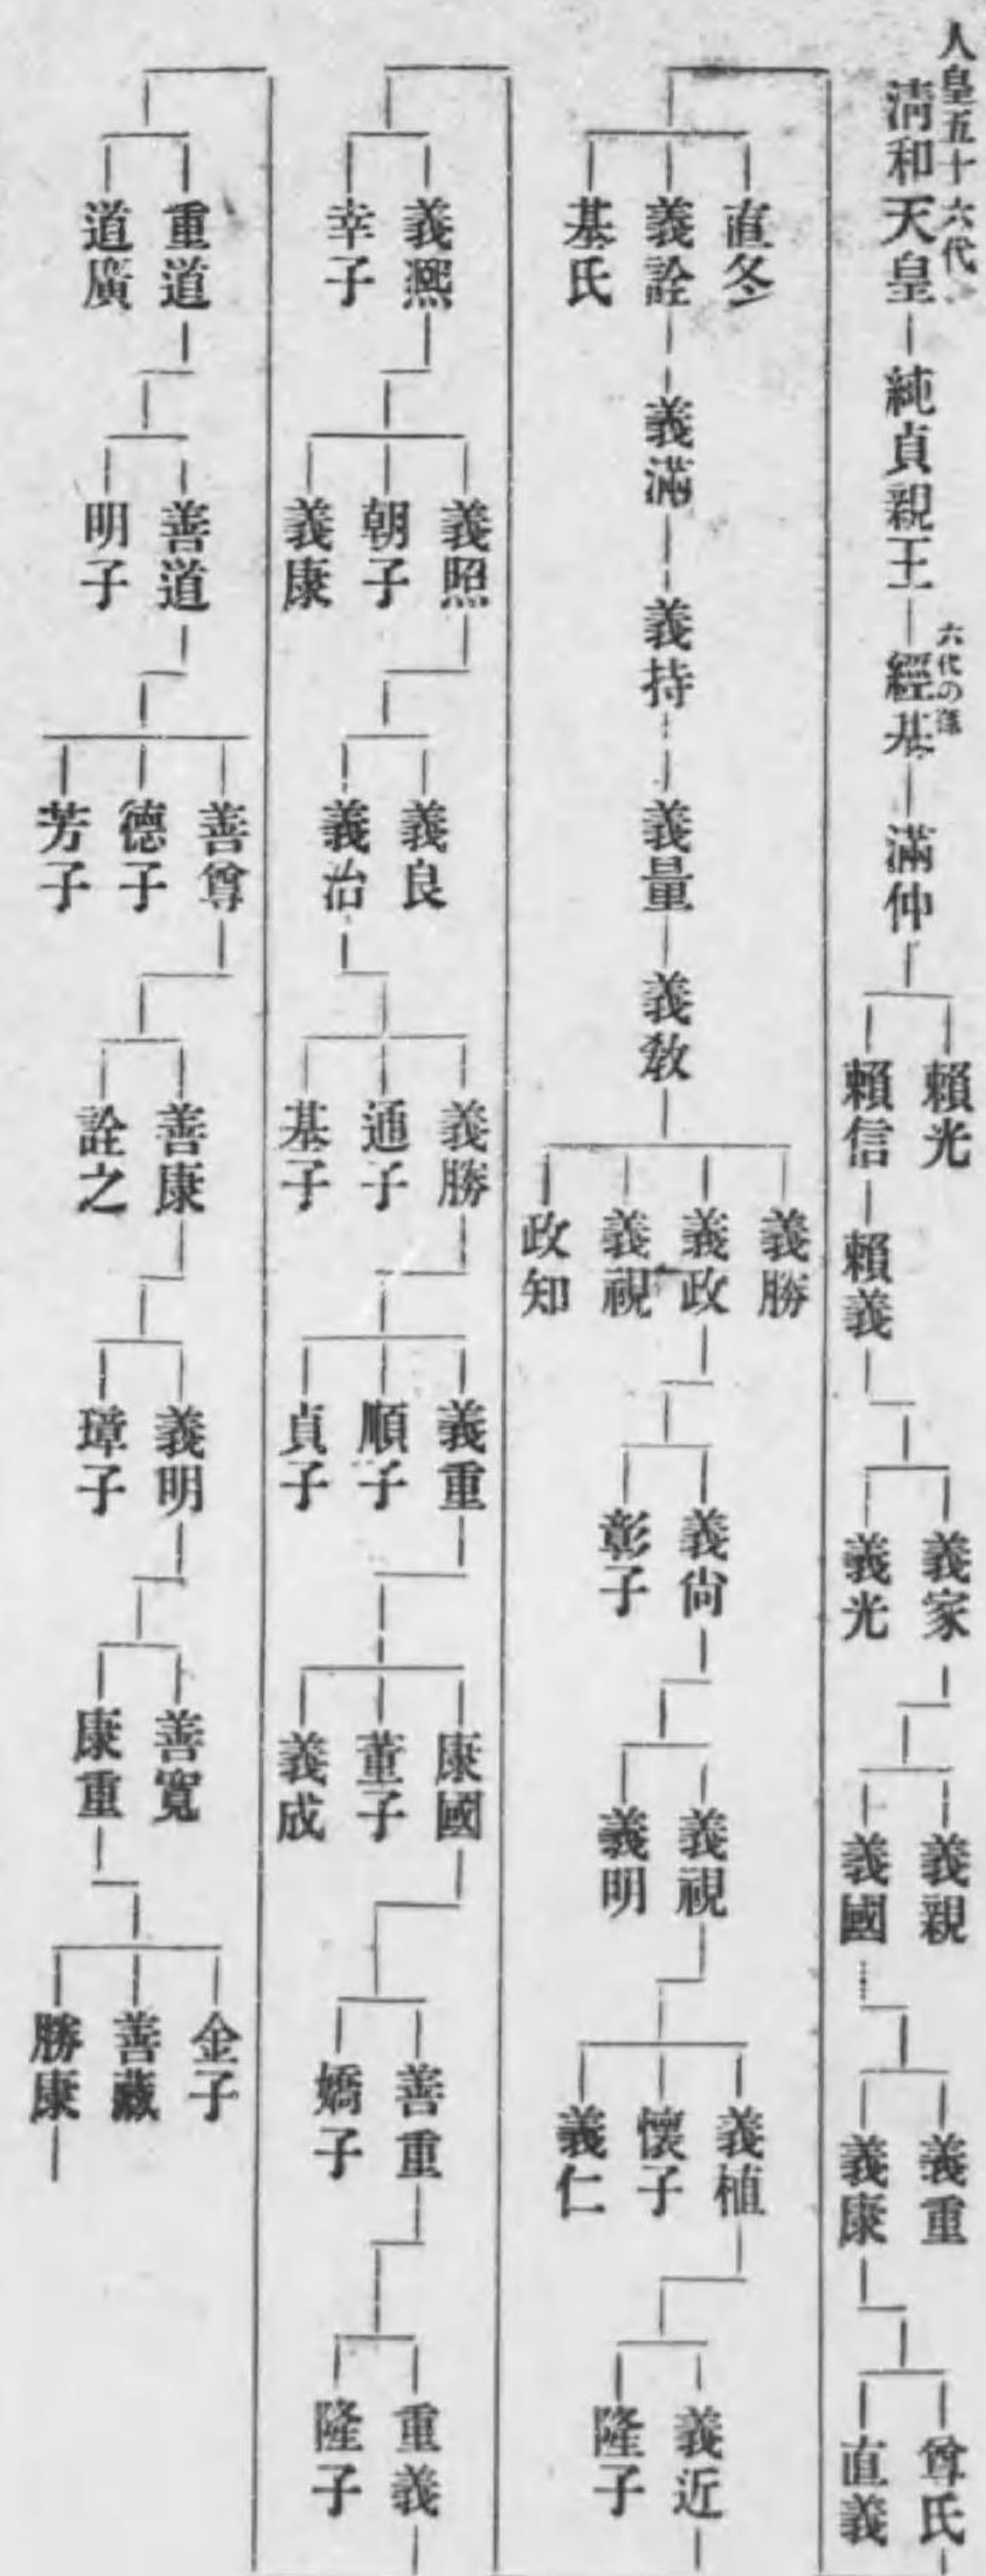 人皇五十六代
清和天皇
純貞親王
六代の孫
經基
滿仲
賴光
賴信
賴義
義家
義光
義親
義國
義重
義康
尊氏
直義
直冬
義詮
基氏
義滿
義持
義量
義教
義勝
義政
義視
政知
義尙
彰子
義視
義明
義植
懷子
義仁
義近
隆子
義熈
幸子
義照
朝子
義康
義良
義治
義勝
通子
基子
義重
順子
貞子
康國
董子
義成
善重
嬌子
重義
隆子
重道
道廣
善道
明子
善尊
德子
芳子
善康
詮之
義明
璋子
善寬
康重
金子
善藏
勝康